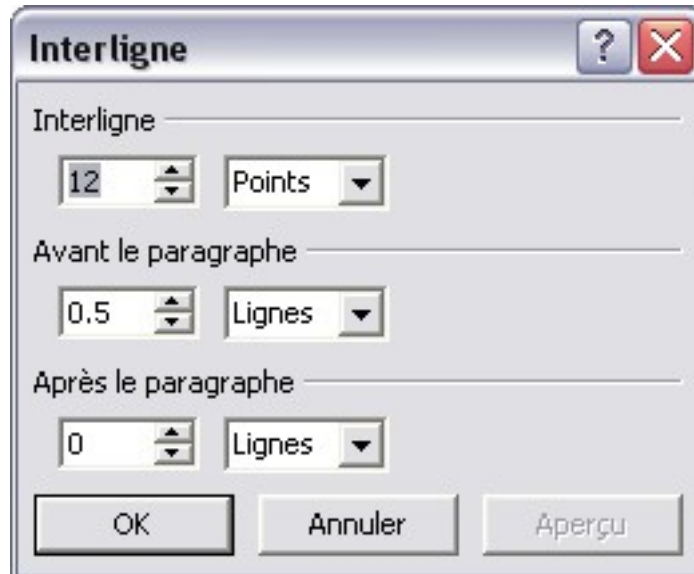 Interligne
Interligne
12 Points
Avant le paragraphe
0.5 Lignes
Après le paragraphe
0 Lignes
OK Annuler Aperçu